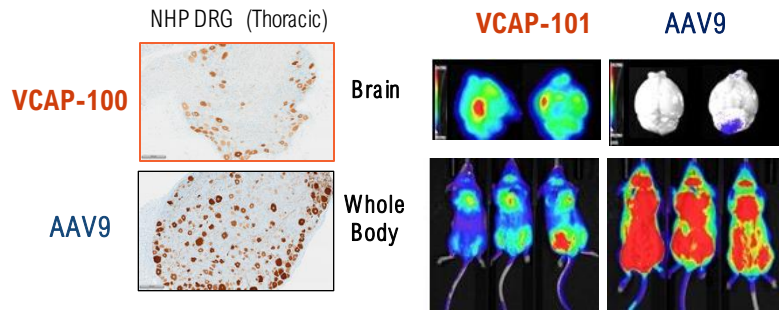 NHP DRG (Thoracic)
VCAP-100
AAV9
VCAP-101 AAV9
Brain
Whole
Body